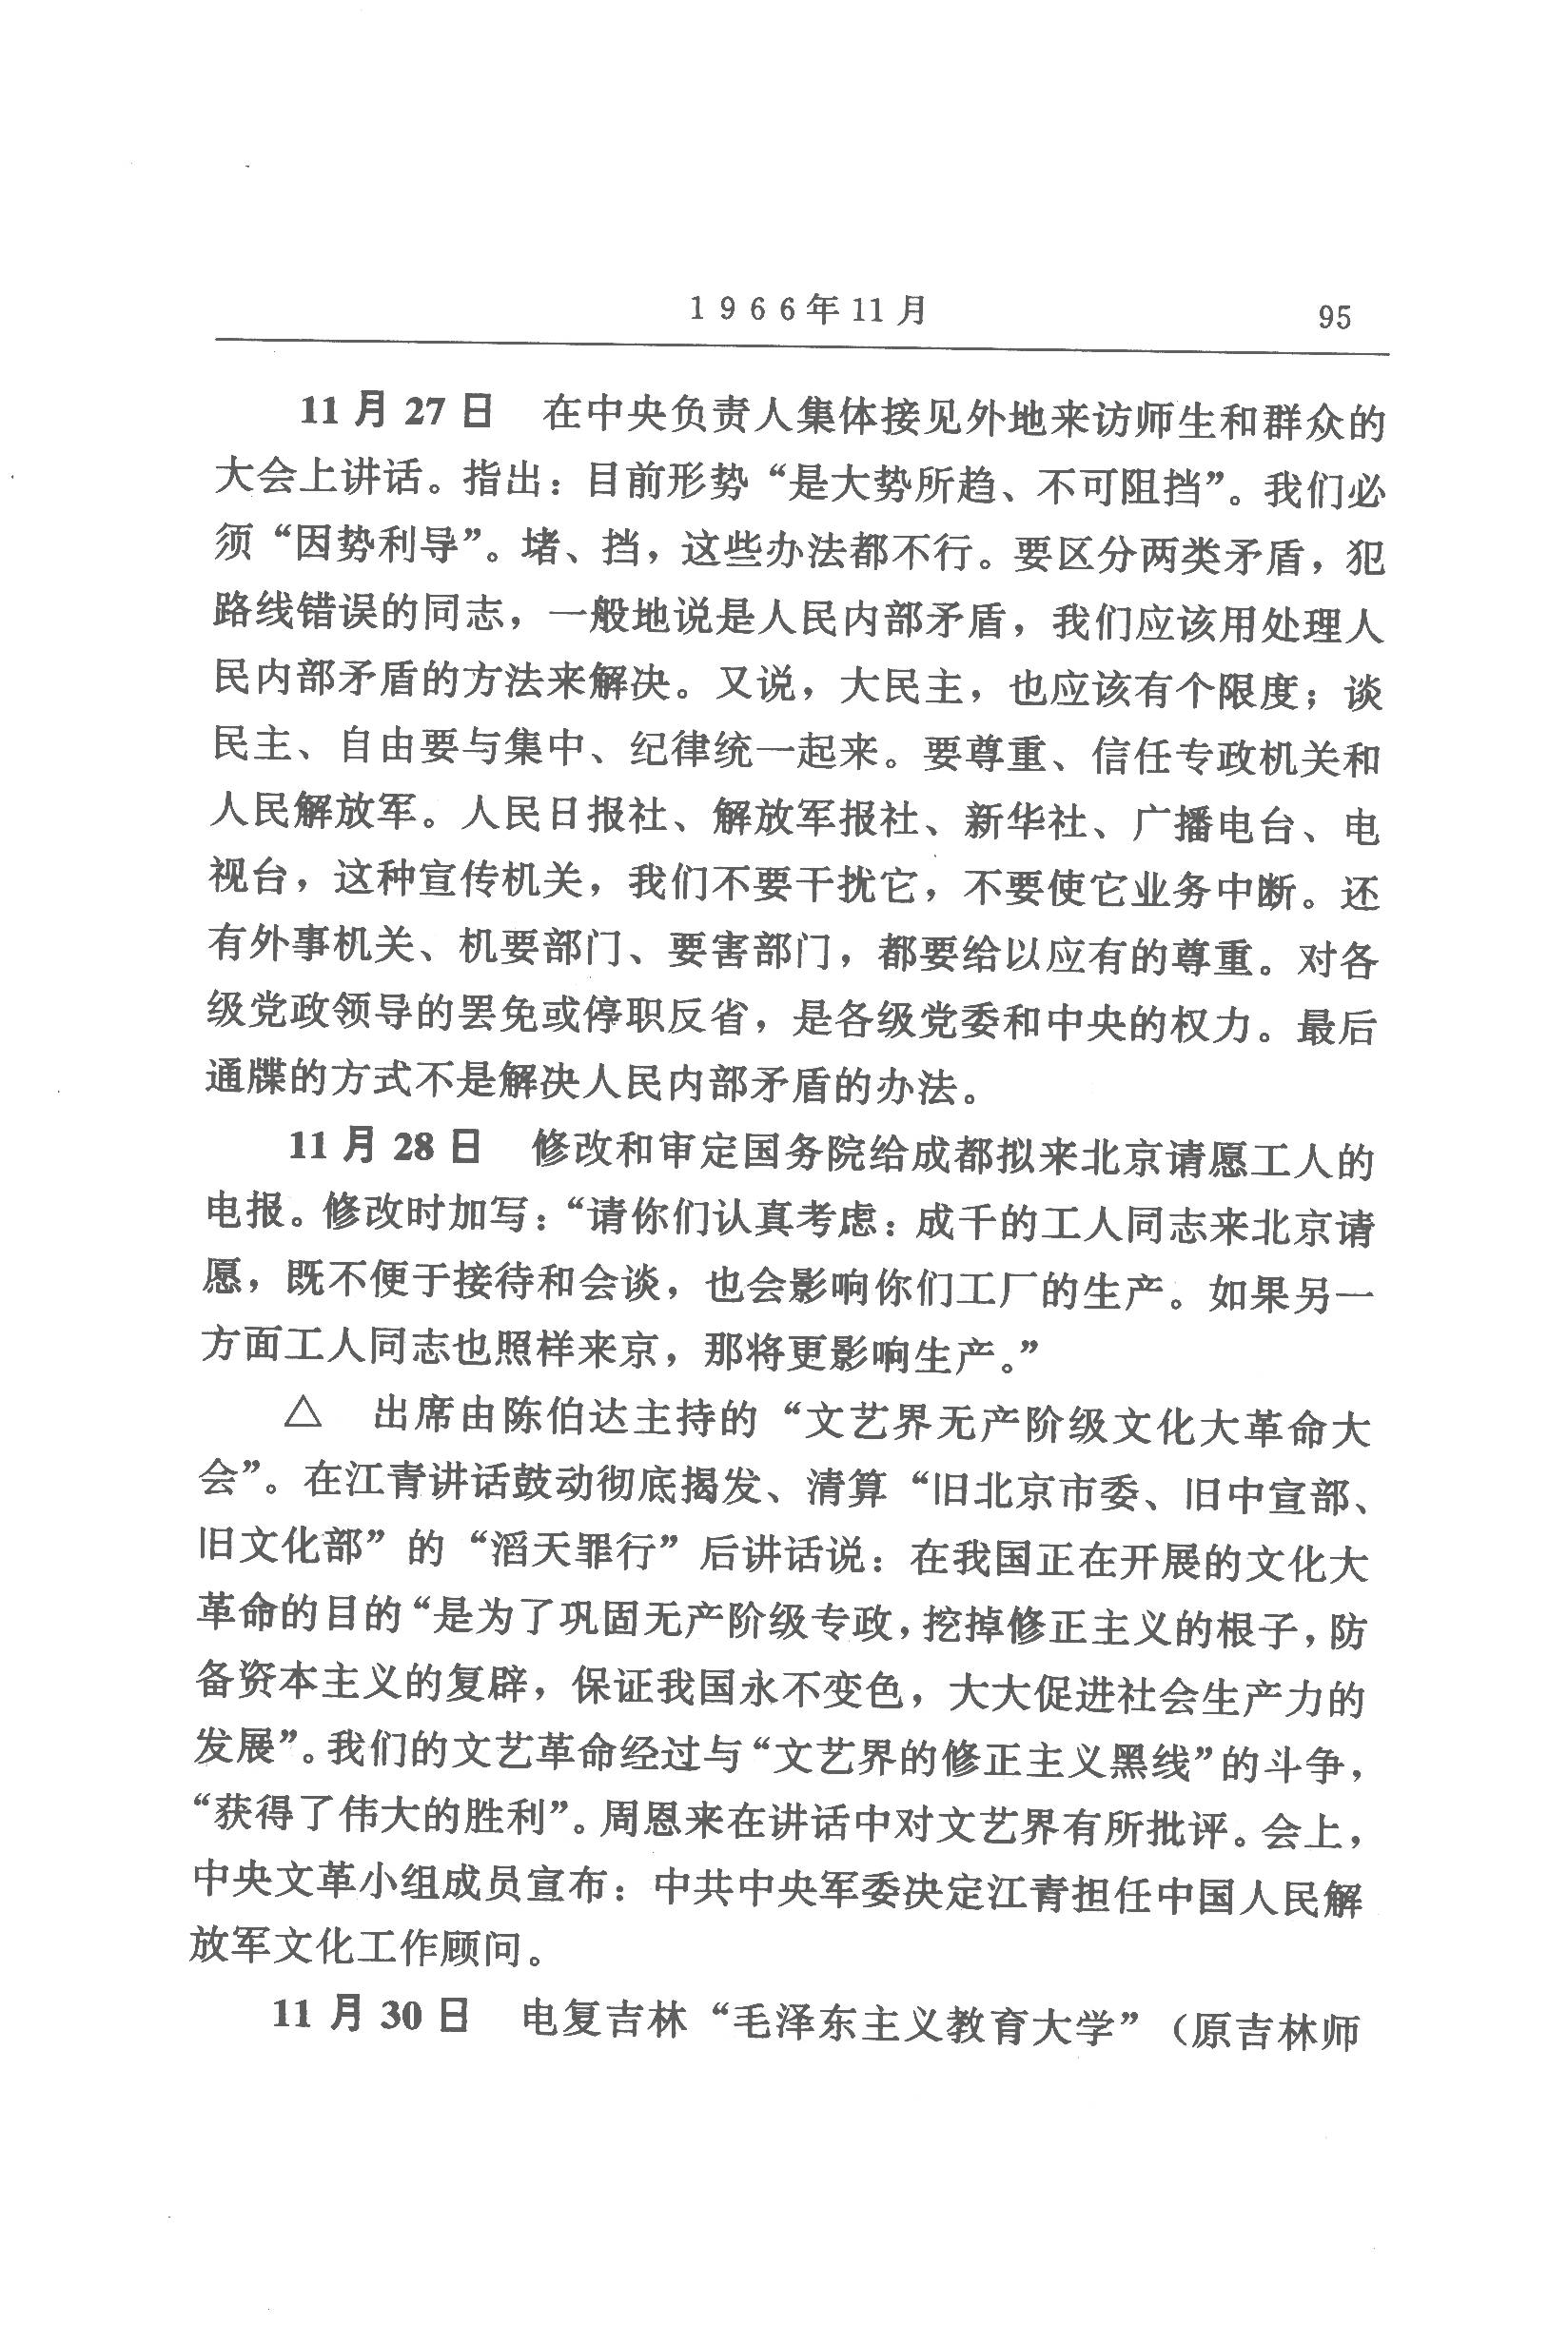 1966年11月 95
11月27日 在中央负责人集体接见外地来访师生和群众的
大会上讲话。指出：目前形势“是大势所趋、不可阻挡”。我们必
须“因势利导”。堵、挡，这些办法都不行。要区分两类矛盾，犯
路线错误的同志，一般地说是人民内部矛盾，我们应该用处理人
民内部矛盾的方法来解决。又说，大民主，也应该有个限度；谈
民主、自由要与集中、纪律统一起来。要尊重、信任专政机关和
人民解放军。人民日报社、解放军报社、新华社、广播电台、电
视台，这种宣传机关，我们不要干扰它，不要使它业务中断。还
有外事机关、机要部门、要害部门，都要给以应有的尊重。对各
级党政领导的罢免或停职反省，是各级党委和中央的权力。最后
通牒的方式不是解决人民内部矛盾的办法。
11月28日 修改和审定国务院给成都拟来北京请愿工人的
电报。修改时加写：“请你们认真考虑：成千的工人同志来北京请
愿，既不便于接待和会谈，也会影响你们工厂的生产。如果另一
方面工人同志也照样来京，那将更影响生产。”
△ 出席由陈伯达主持的“文艺界无产阶级文化大革命大
会”。在江青讲话鼓动彻底揭发、清算“旧北京市委、旧中宣部、
旧文化部”的“滔天罪行”后讲话说：在我国正在开展的文化大
革命的目的“是为了巩固无产阶级专政，挖掉修正主义的根子，防
备资本主义的复辟，保证我国永不变色，大大促进社会生产力的
发展”。我们的文艺革命经过与“文艺界的修正主义黑线”的斗争，
“获得了伟大的胜利”。周恩来在讲话中对文艺界有所批评。会上，
中央文革小组成员宣布：中共中央军委决定江青担任中国人民解
放军文化工作顾问。
11月30日 电复吉林“毛泽东主义教育大学”（原吉林师